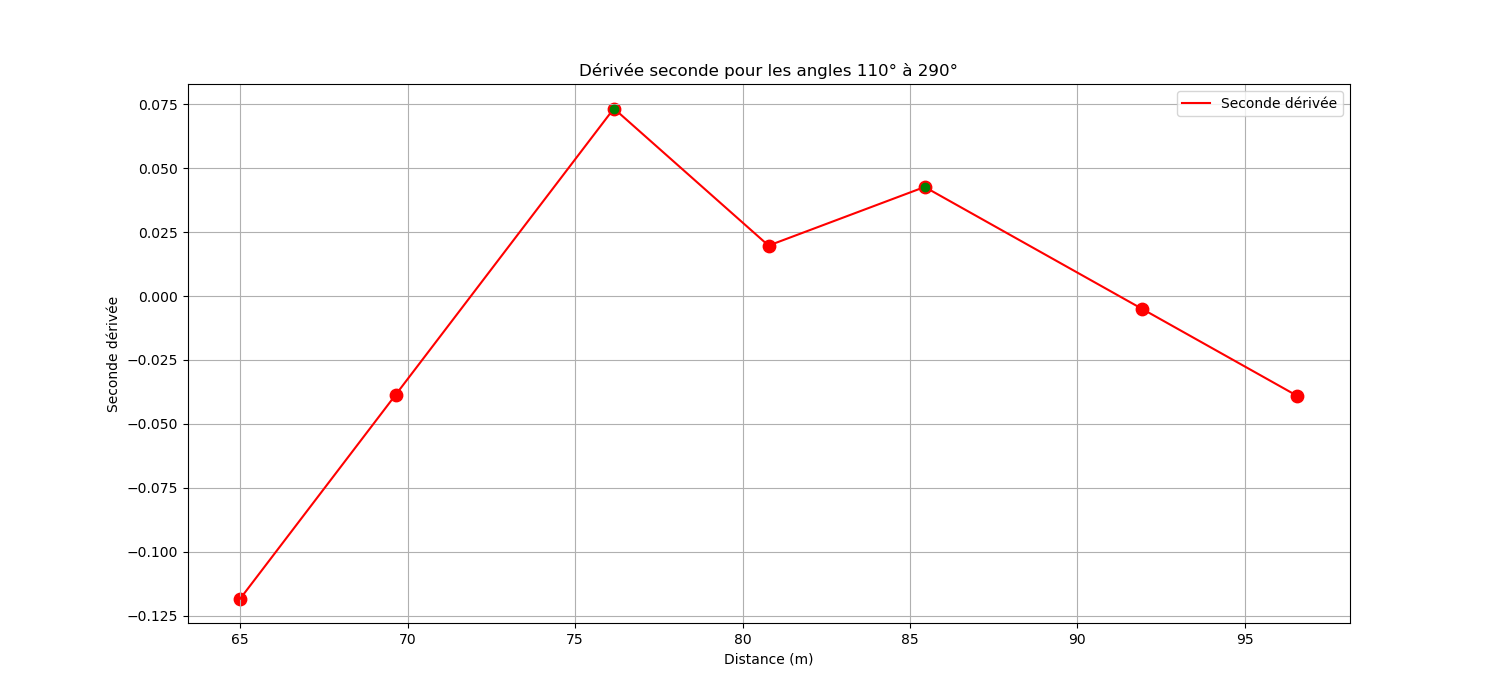 Dérivée seconde pour les angles 110° à 290°
Seconde dérivée
0.075
0.050
0.025
0.000
−0.025
−0.050
−0.075
−0.100
−0.125
Seconde dérivée
65 70 75 80 85 90 95
Distance (m)